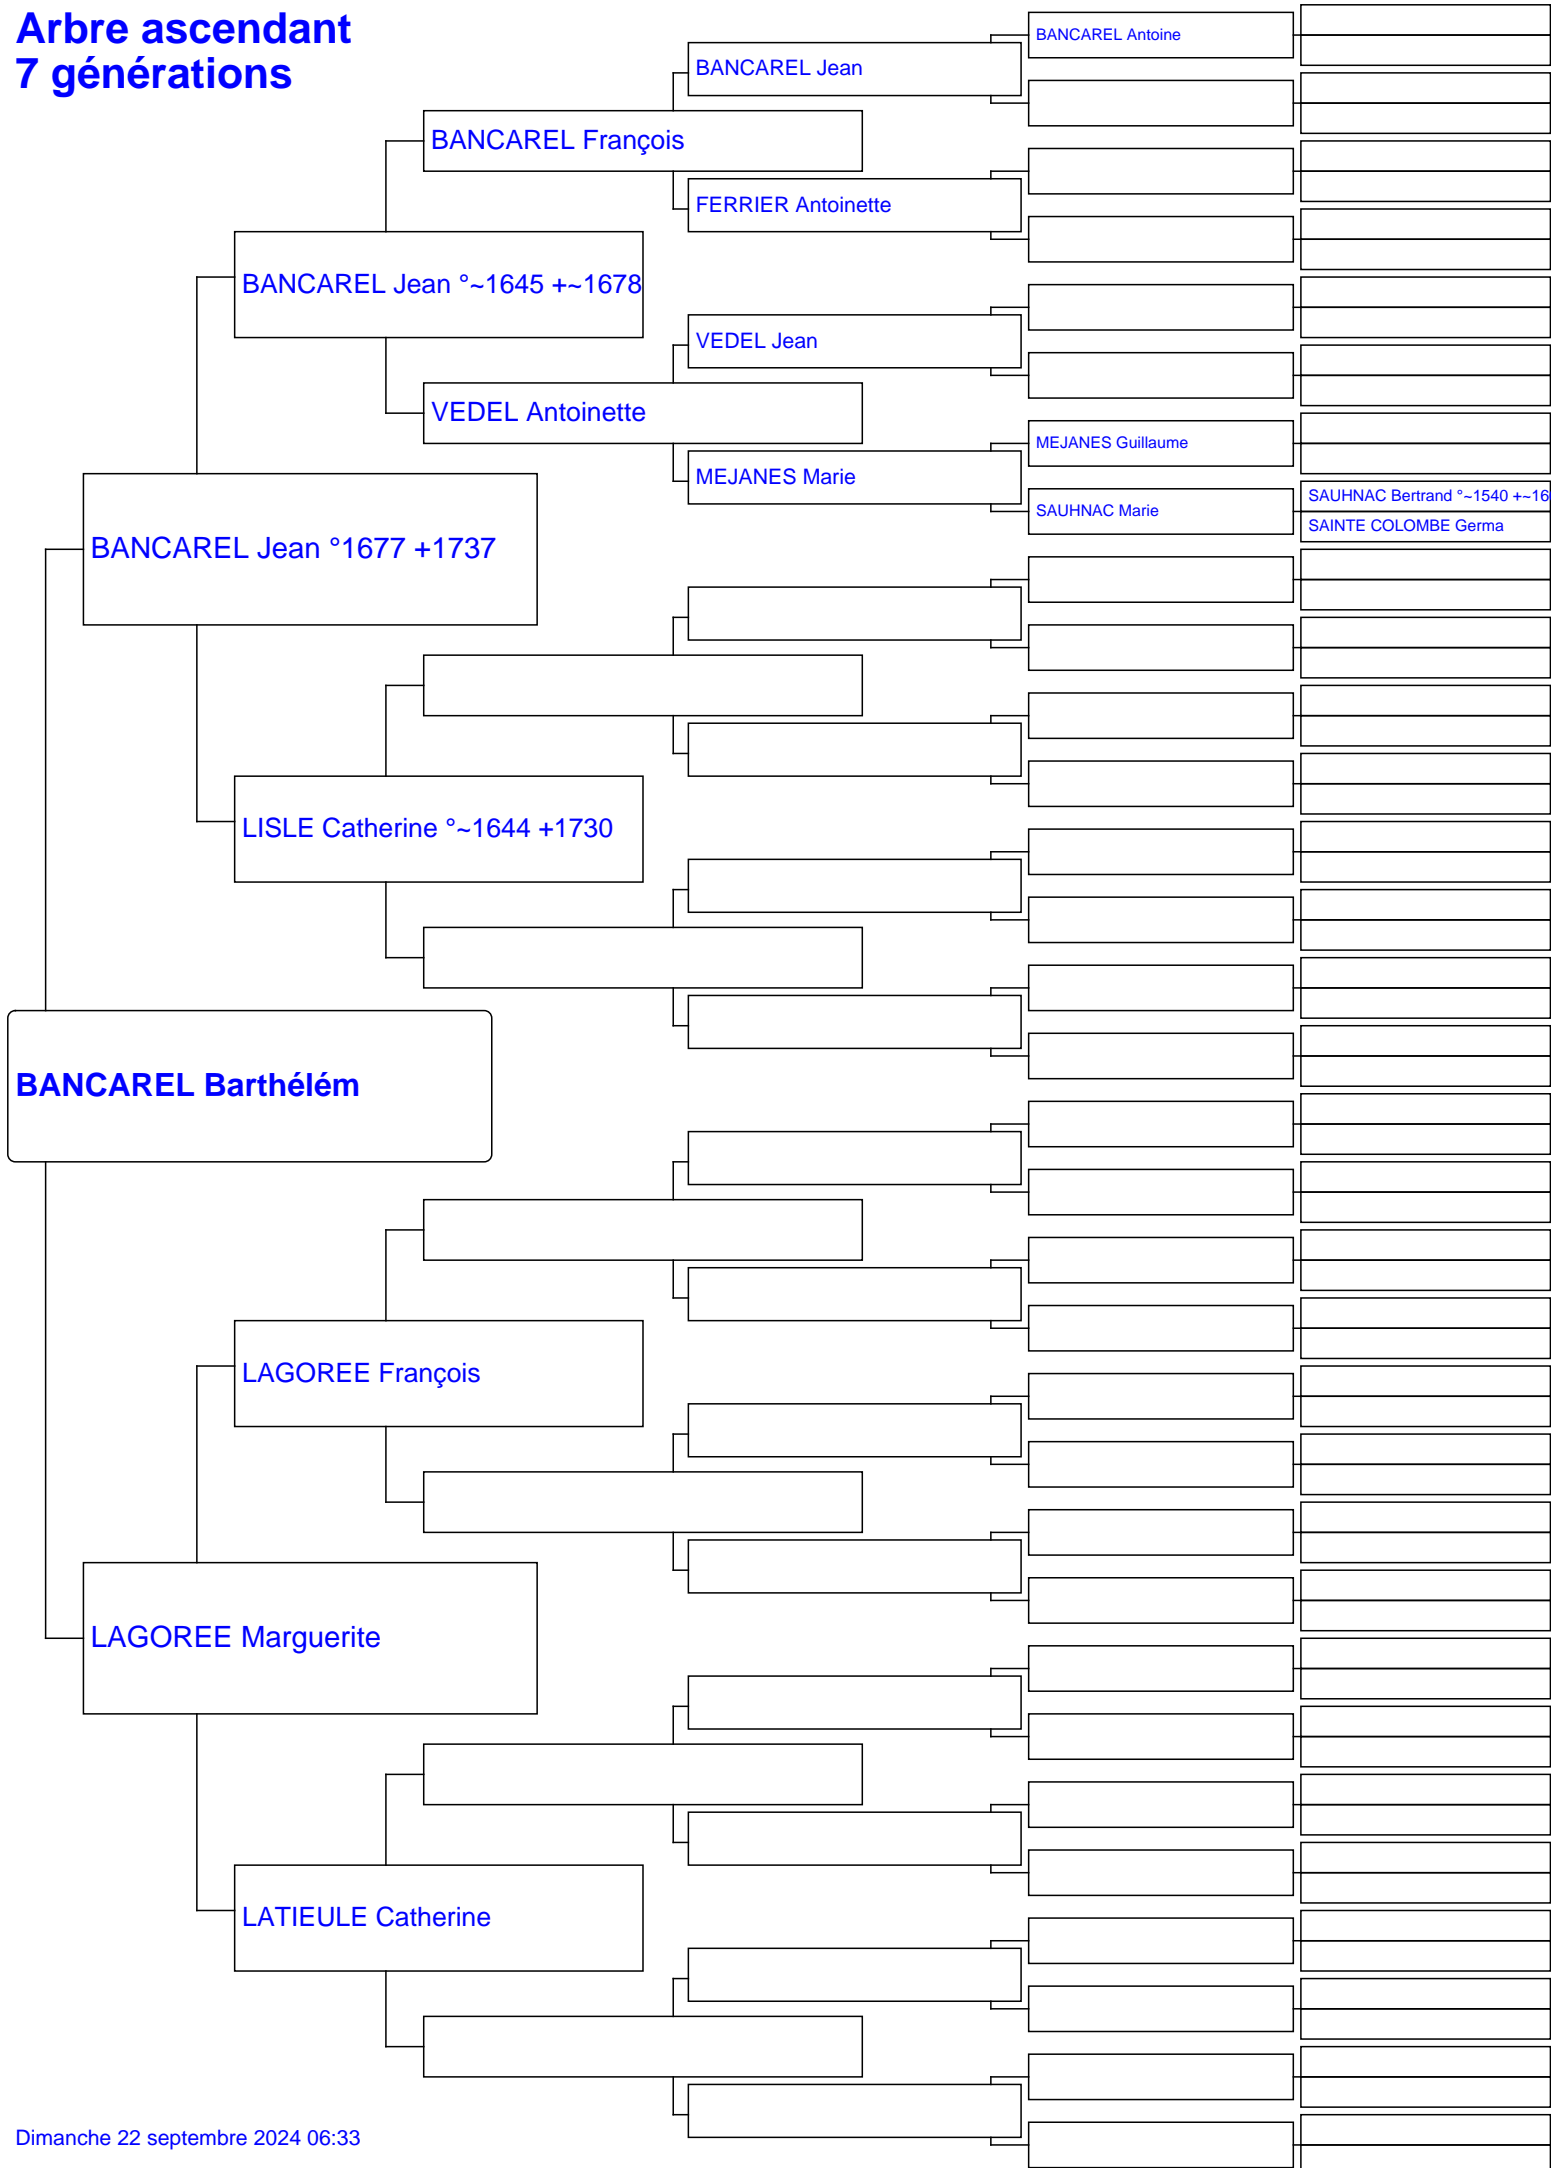 Arbre ascendant
7 générations
BANCAREL Antoine
BANCAREL Jean
BANCAREL François
FERRIER Antoinette
BANCAREL Jean °~1645 +~1678
VEDEL Jean
VEDEL Antoinette
MEJANES Guillaume
MEJANES Marie
SAUHNAC Bertrand °~1540 +~16
SAUHNAC Marie
SAINTE COLOMBE Germa
BANCAREL Jean °1677 +1737
LISLE Catherine °~1644 +1730
BANCAREL Barthélém
LAGOREE François
LAGOREE Marguerite
LATIEULE Catherine
Dimanche 22 septembre 2024 06:33